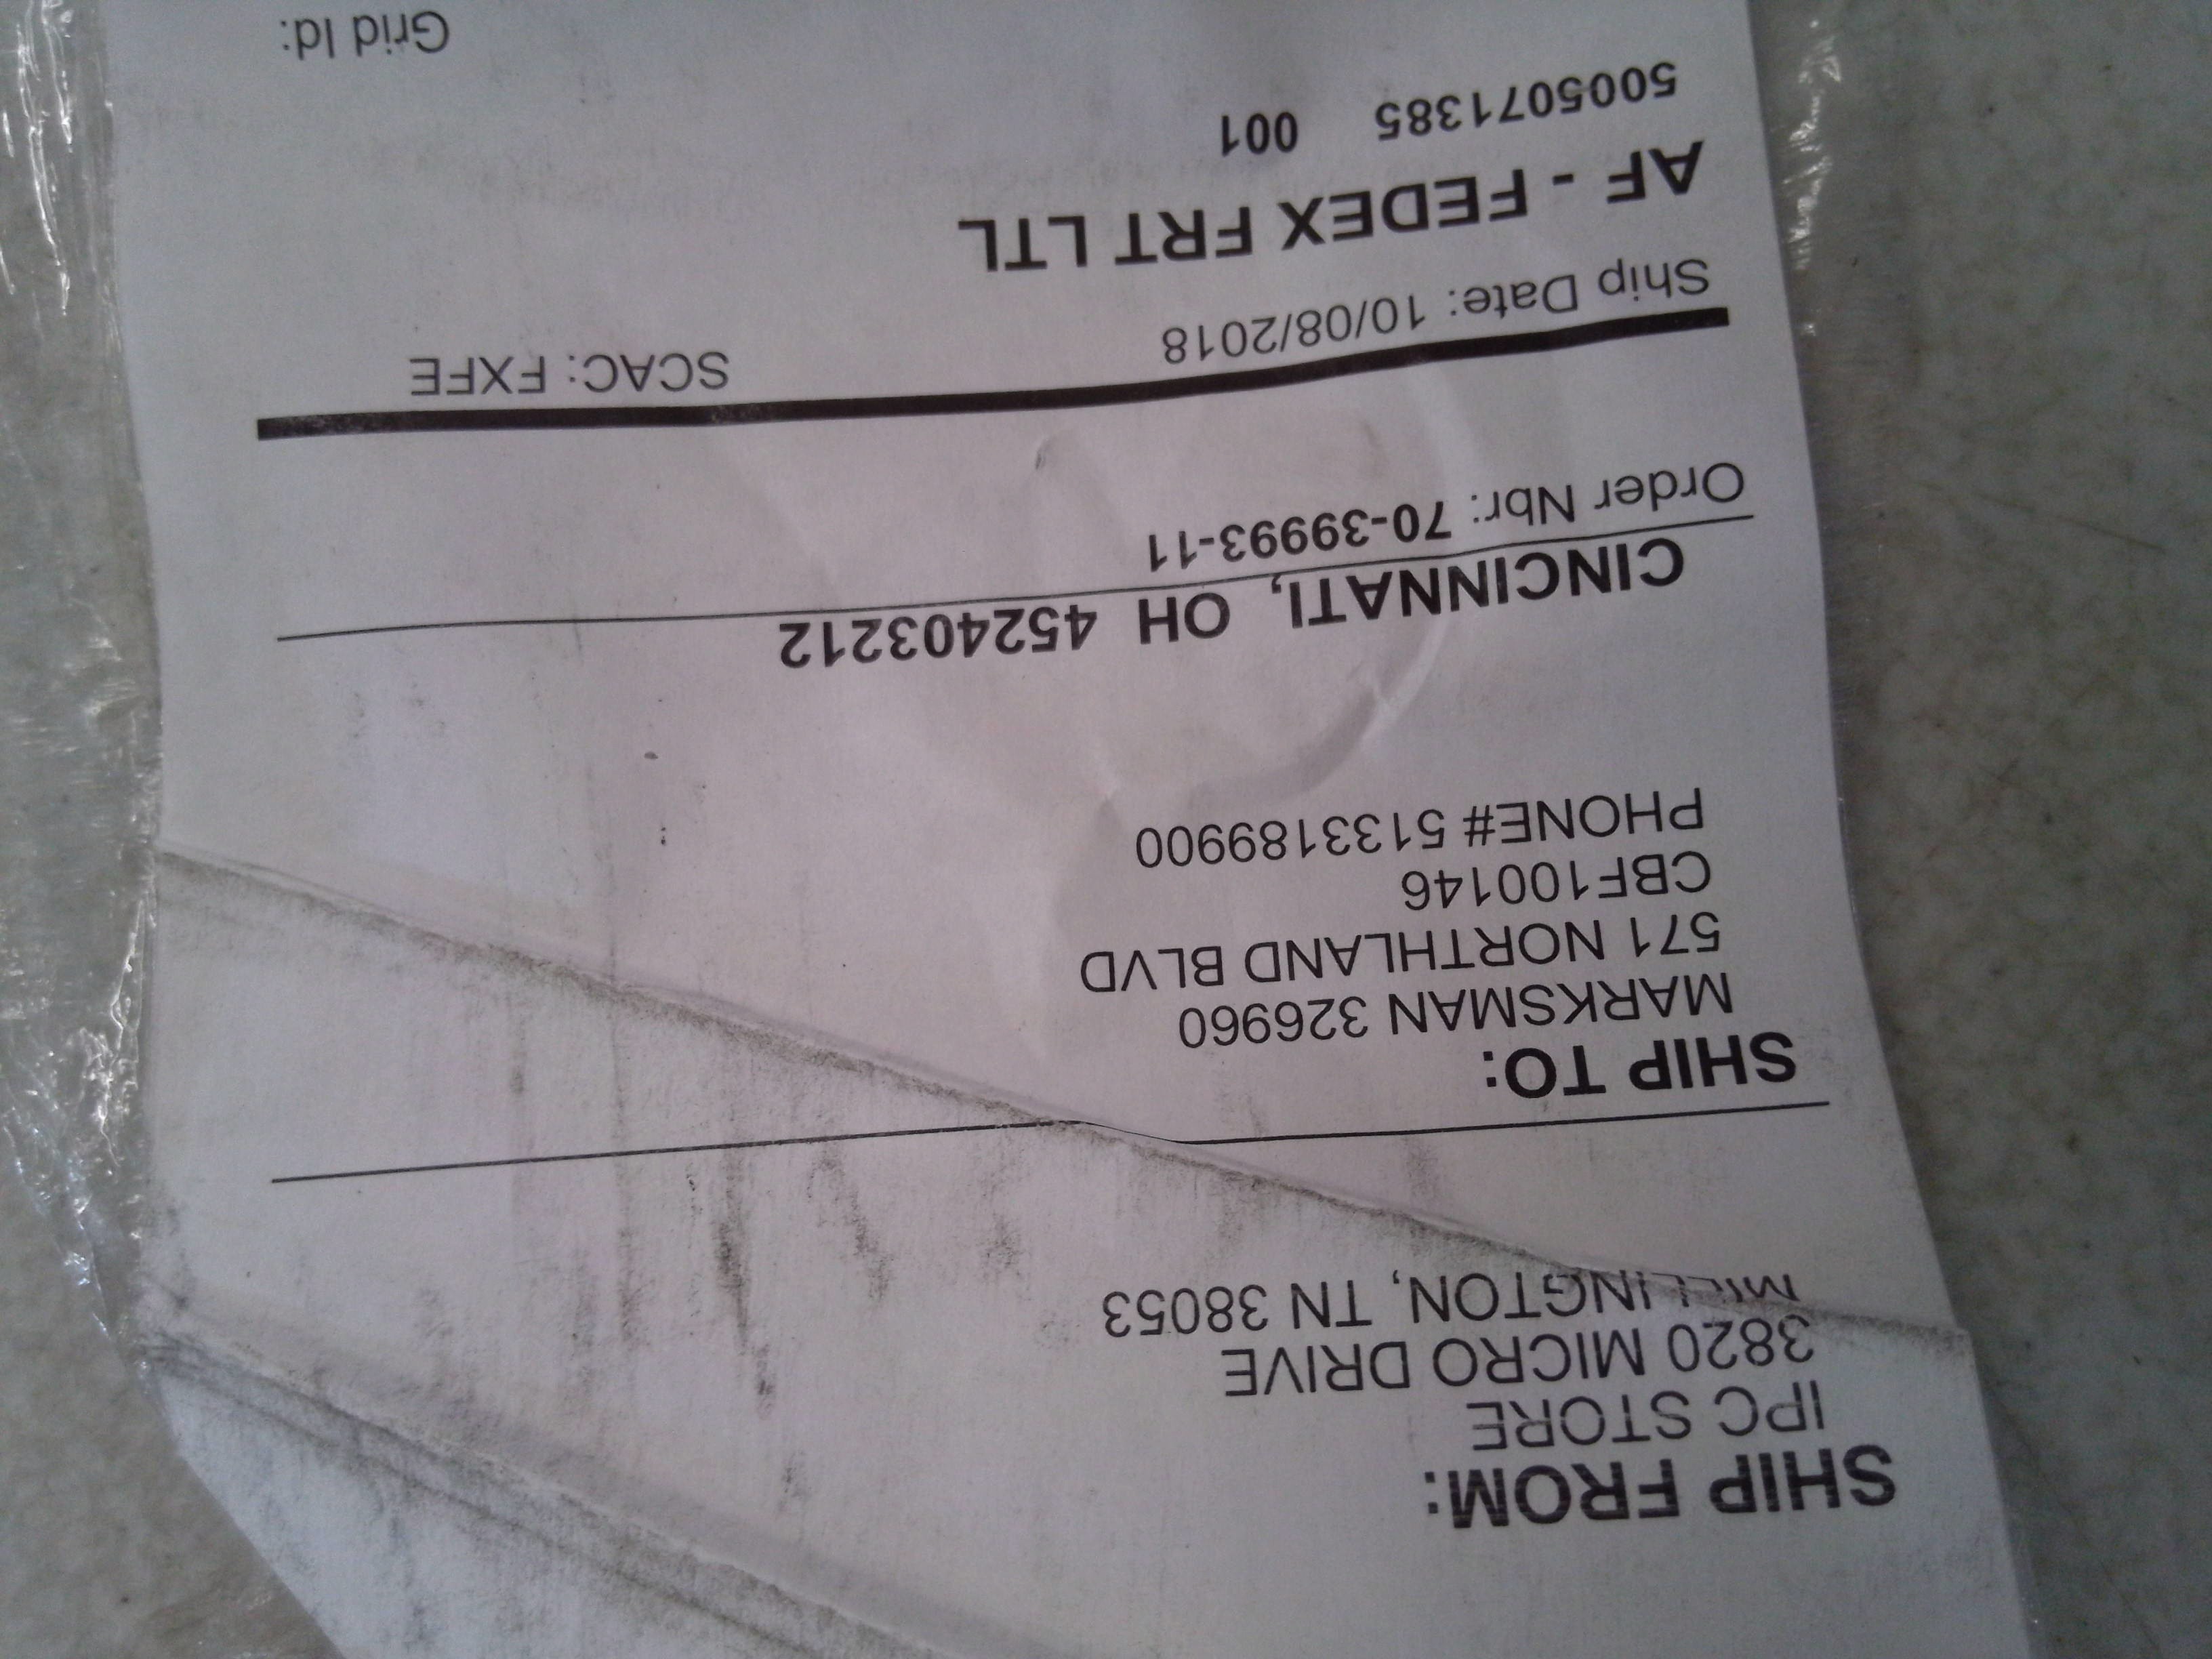 SHIP FROM:
IPC STORE
3820 MICRO DRIVE
MILLINGTON, TN 38053
SHIP TO:
MARKSMAN 326960
571 NORTHLAND BLVD
CBF100146
PHONE# 5133189900
CINCINNATI, OH 452403212
Order Nbr: 70-39993-11
Ship Date: 10/08/2018 SCAC: FXFE
AF - FEDEX FRT LTL
5005071385 001
Grid Id: